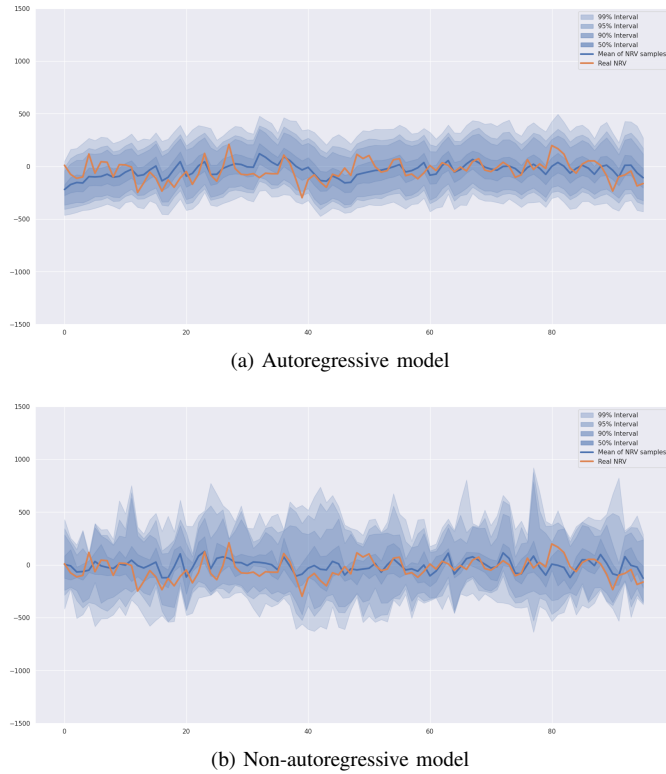 99% Interval
95% Interval
90% Interval
50% Interval
Mean of NRV samples
Real NRV
1500
1000
500
0
−500
−1000
−1500
0 20 40 60 80
(a) Autoregressive model
99% Interval
95% Interval
90% Interval
50% Interval
Mean of NRV samples
Real NRV
1500
1000
500
0
−500
−1000
−1500
0 20 40 60 80
(b) Non-autoregressive model